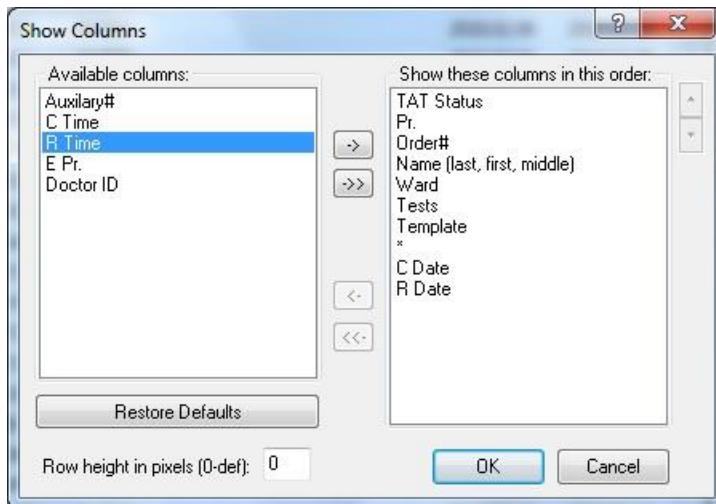 Show Columns
Available columns:
Auxilary#
C Time
R Time
E Pr.
Doctor ID
->
->>
<-
<<-
Show these columns in this order:
TAT Status
Pr.
Order#
Name (last, first, middle)
Ward
Tests
Template
*
C Date
R Date
Restore Defaults
Row height in pixels (0-def): 0
OK
Cancel